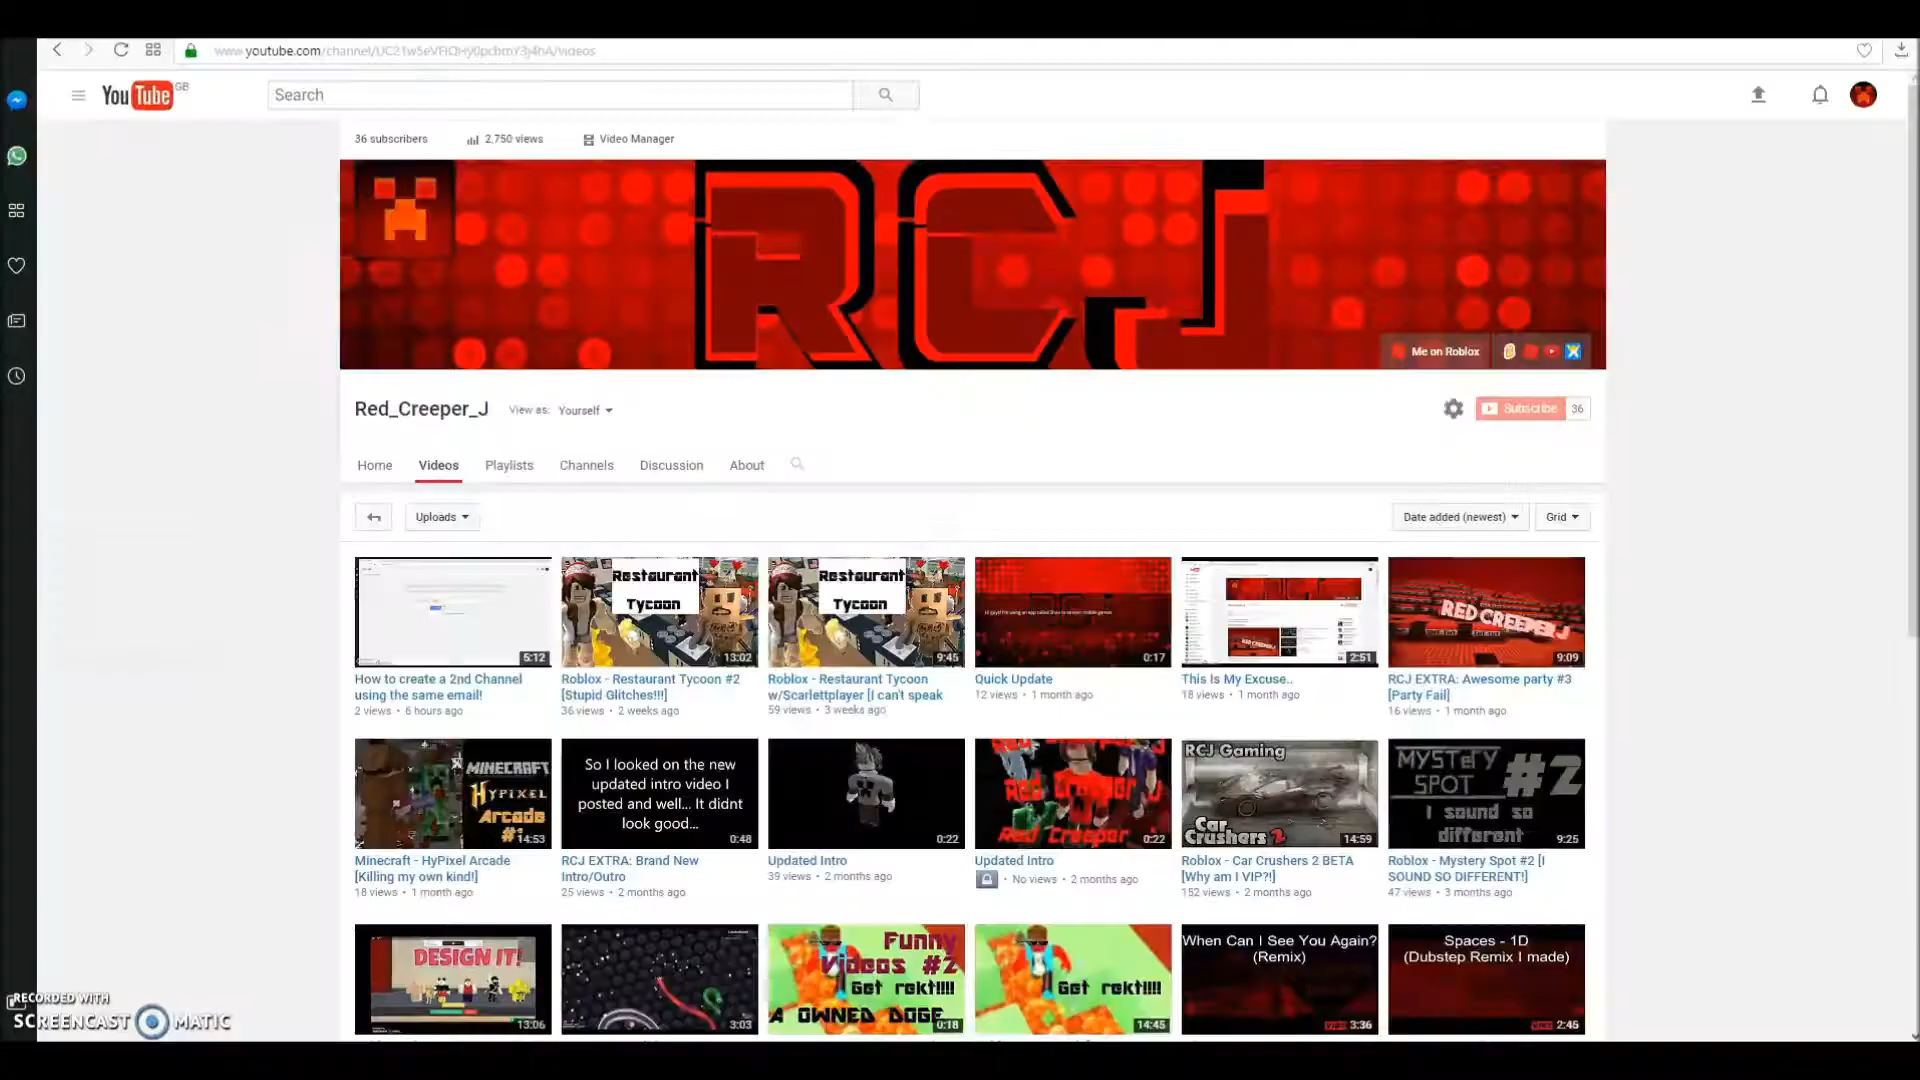 www.youtube.com/channel/
You Tube GB
Search
36 subscribers
2,750 views
Video Manager
RCJ
Me on Roblox
Red_Creeper_J
View as: Yourself
Subscribe 36
Home Videos Playlists Channels Discussion About
Uploads
Date added (newest)
Grid
5:12
Restaurant
Tycoon
13:02
Restaurant
Tycoon
9:45
0:17
2:51
RED CREEPER J
9:09
How to create a 2nd Channel
using the same email!
2 views • 6 hours ago
Roblox - Restaurant Tycoon #2
[Stupid Glitches!!!]
36 views • 2 weeks ago
Roblox - Restaurant Tycoon
w/Scarlettplayer [I can't speak
59 views • 3 weeks ago
Quick Update
12 views • 1 month ago
This Is My Excuse..
18 views • 1 month ago
RCJ EXTRA: Awesome party #3
[Party Fail]
16 views • 1 month ago
MINECRAFT
HYPIXEL
Arcade
#1
14:53
So I looked on the new
updated intro video I
posted and well... It didnt
look good...
0:48
0:22
Red Creeper J
Red Creeper J
0:22
RCJ Gaming
Car
Crushers 2
14:59
MYSTERY
SPOT #2
I sound so
different
9:25
Minecraft - HyPixel Arcade
[Killing my own kind!]
18 views • 1 month ago
RCJ EXTRA: Brand New
Intro/Outro
25 views • 2 months ago
Updated Intro
39 views • 2 months ago
Updated Intro
• No views • 2 months ago
Roblox - Car Crushers 2 BETA
[Why am I VIP?!]
152 views • 2 months ago
Roblox - Mystery Spot #2 [I
SOUND SO DIFFERENT!]
47 views • 3 months ago
DESIGN IT!
13:06
3:03
Funny
Videos #2
Get rekt!!!!
A OWNED DOGE
0:18
Get rekt!!!!
14:45
When Can I See You Again?
(Remix)
3:36
Spaces - 1D
(Dubstep Remix I made)
2:45
RECORDED WITH
SCREENCAST MATIC